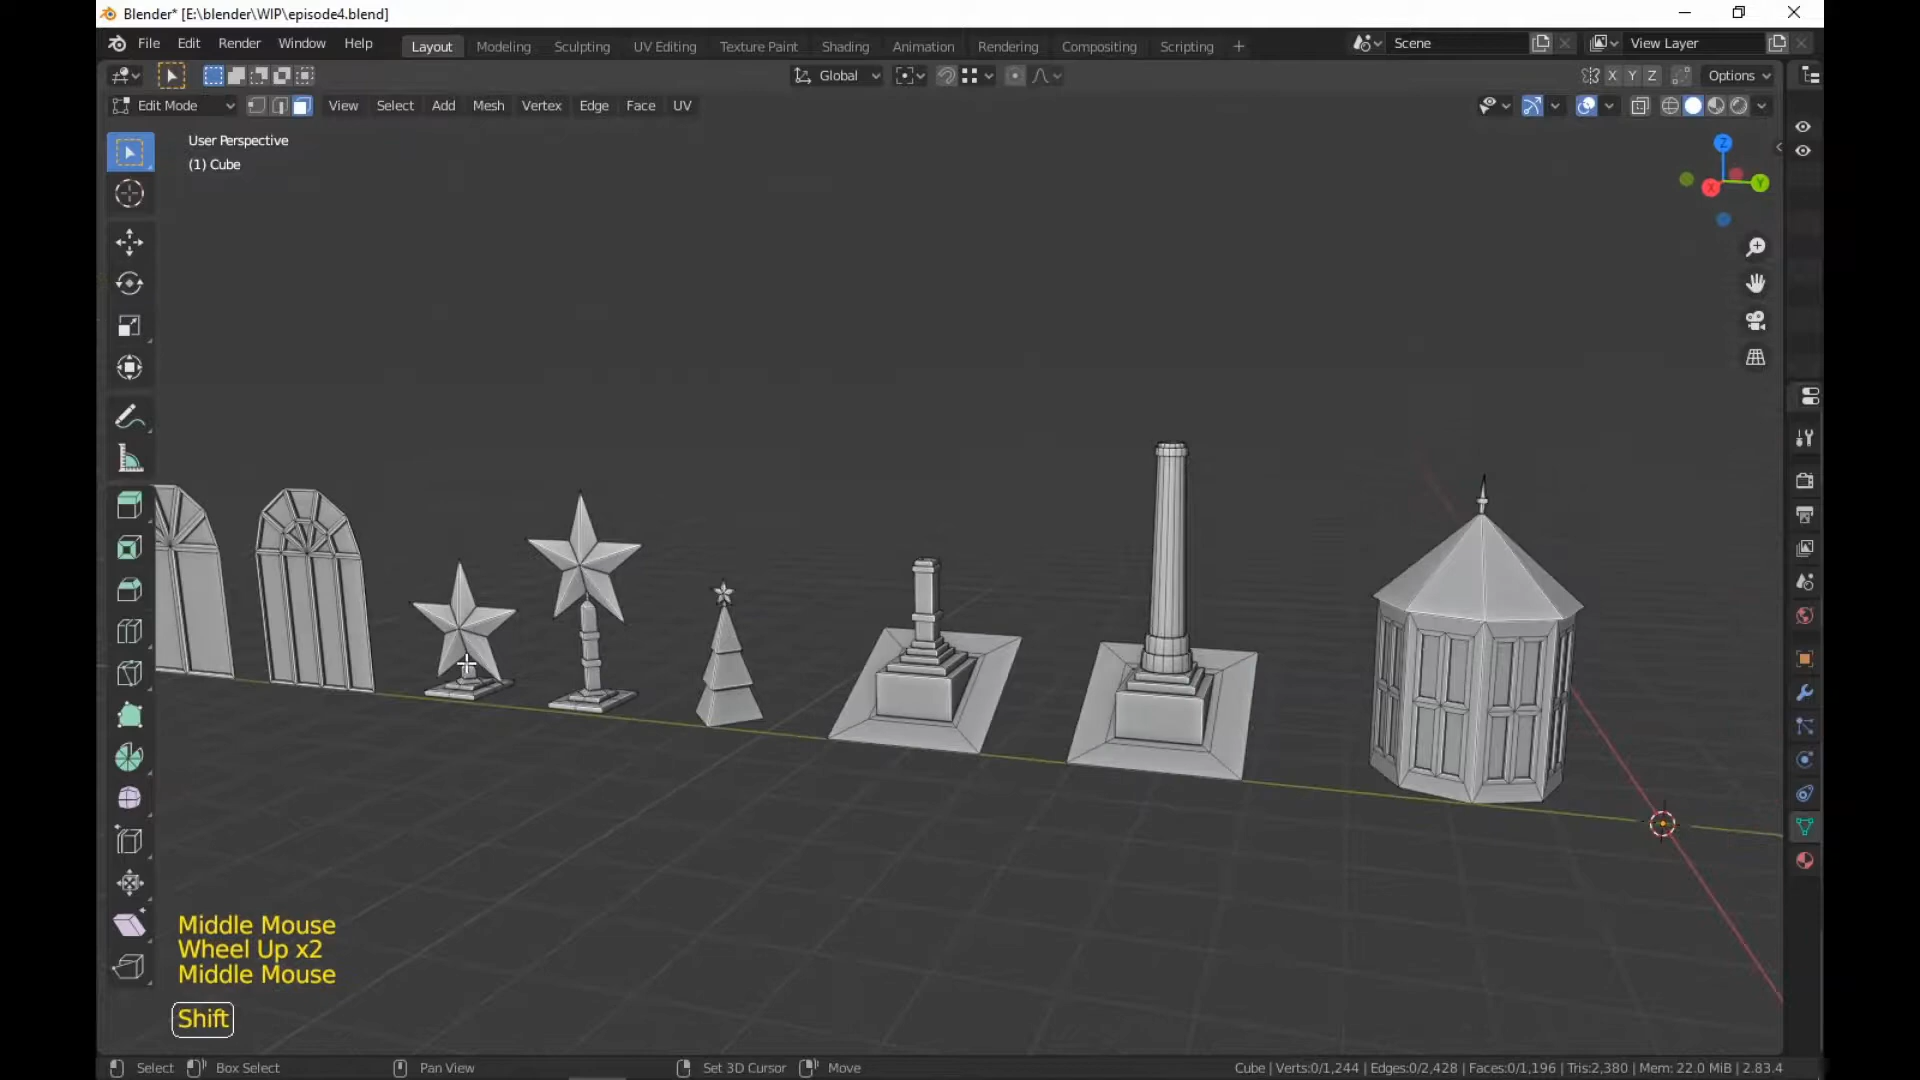 Blender* [E:\blender\WIP\episode4.blend]
File Edit Render Window Help Layout Modeling Sculpting UV Editing Texture Paint Shading Animation Rendering Compositing Scripting + Scene View Layer
Global X Y Z Options
Edit Mode View Select Add Mesh Vertex Edge Face UV
User Perspective
(1) Cube
Z
X Y
Middle Mouse
Wheel Up x2
Middle Mouse
Shift
Select Box Select Pan View Set 3D Cursor Move Cube | Verts:0/1,244 | Edges:0/2,428 | Faces:0/1,196 | Tris:2,380 | Mem: 22.0 MiB | 2.83.4